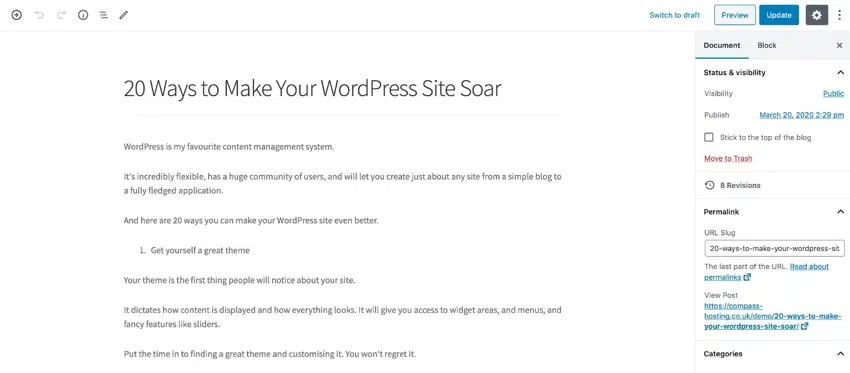 Switch to draft
Preview
Update
20 Ways to Make Your WordPress Site Soar
WordPress is my favourite content management system.
It's incredibly flexible, has a huge community of users, and will let you create just about any site from a simple blog to
a fully fledged application.
And here are 20 ways you can make your WordPress site even better.
1. Get yourself a great theme
Your theme is the first thing people will notice about your site.
It dictates how content is displayed and how everything looks. It will give you access to widget areas, and menus, and
fancy features like sliders.
Put the time in to finding a great theme and customising it. You won't regret it.
Document
Block
Status & visibility
Visibility
Public
Publish
March 20, 2020 2:29 pm
Stick to the top of the blog
Move to Trash
8 Revisions
Permalink
URL Slug
20-ways-to-make-your-wordpress-sit
The last part of the URL. Read about
permalinks
View Post
https://compass-
hosting.co.uk/demo/20-ways-to-make-
your-wordpress-site-soar/
Categories